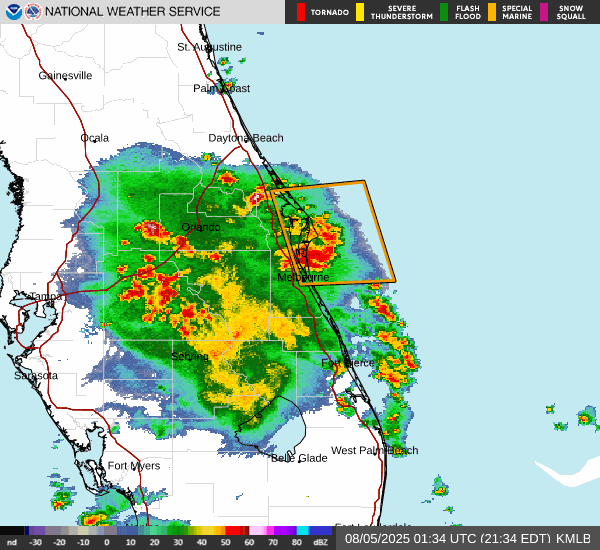 NATIONAL WEATHER SERVICE
TORNADO
SEVERE
THUNDERSTORM
FLASH
FLOOD
SPECIAL
MARINE
SNOW
SQUALL
St. Augustine
Gainesville
Palm Coast
Ocala
Daytona Beach
Orlando
Melbourne
Tampa
Sebring
Fort Pierce
Sarasota
West Palm Beach
Belle Glade
Fort Myers
nd -30 -20 -10 0 10 20 30 40 50 60 70 80 dBZ
08/05/2025 01:34 UTC (21:34 EDT) KMLB